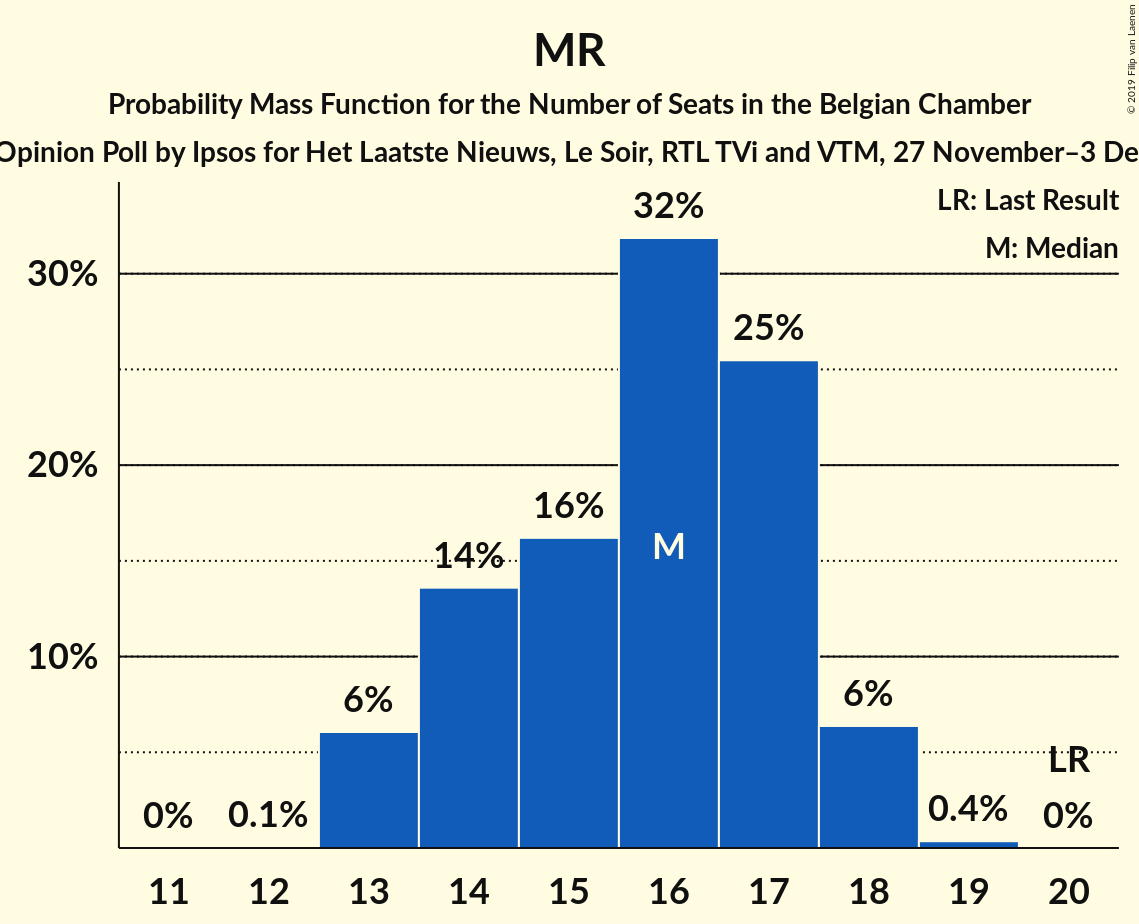 MR
Probability Mass Function for the Number of Seats in the Belgian Chamber
Opinion Poll by Ipsos for Het Laatste Nieuws, Le Soir, RTL TVi and VTM, 27 November–3 De
© 2019 Filip van Laenen
LR: Last Result
M: Median
30%
20%
10%
0%
0.1%
6%
14%
16%
32%
M
25%
6%
0.4%
LR
0%
11 12 13 14 15 16 17 18 19 20